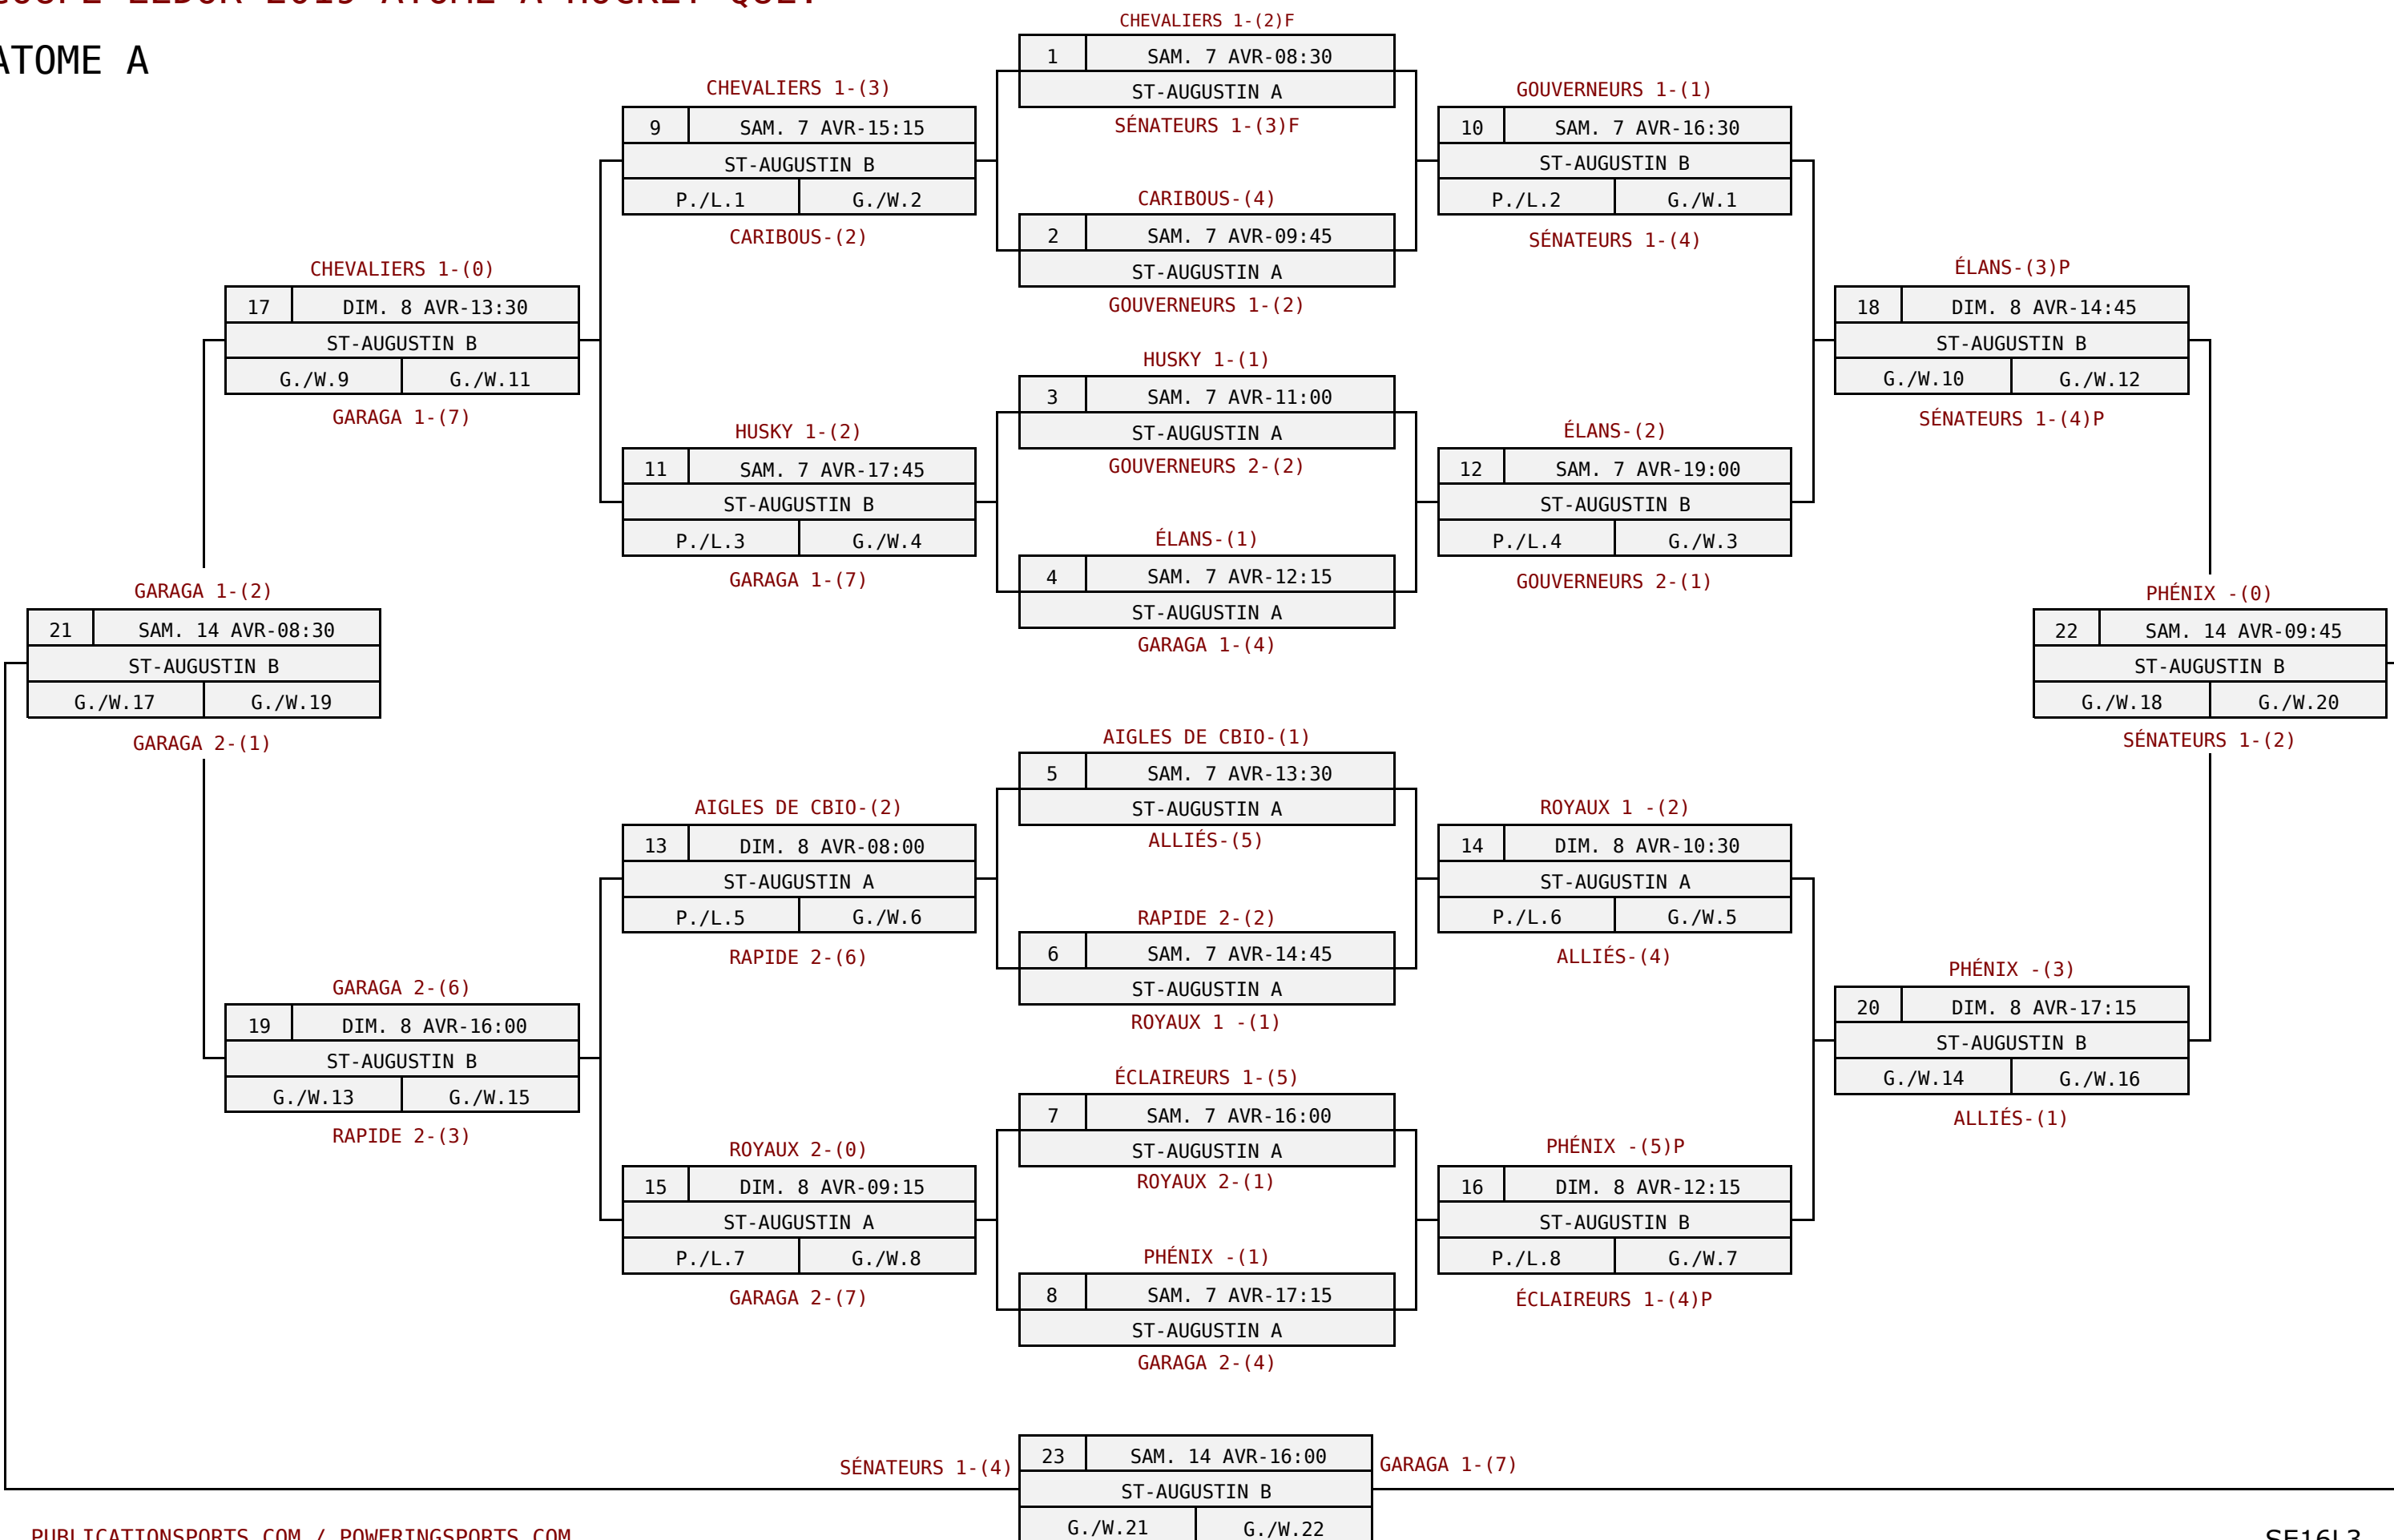 COUPE ATOME A HOCKEY
ATOME A
CHEVALIERS 1-(2)F
1 SAM. 7 AVR-08:30
ST-AUGUSTIN A
SÉNATEURS 1-(3)F
CHEVALIERS 1-(3)
9 SAM. 7 AVR-15:15
ST-AUGUSTIN B
P./L.1 G./W.2
CARIBOUS-(2)
GOUVERNEURS 1-(1)
10 SAM. 7 AVR-16:30
ST-AUGUSTIN B
P./L.2 G./W.1
SÉNATEURS 1-(4)
CARIBOUS-(4)
2 SAM. 7 AVR-09:45
ST-AUGUSTIN A
GOUVERNEURS 1-(2)
CHEVALIERS 1-(0)
17 DIM. 8 AVR-13:30
ST-AUGUSTIN B
G./W.9 G./W.11
GARAGA 1-(7)
ÉLANS-(3)P
18 DIM. 8 AVR-14:45
ST-AUGUSTIN B
G./W.10 G./W.12
SÉNATEURS 1-(4)P
HUSKY 1-(1)
3 SAM. 7 AVR-11:00
ST-AUGUSTIN A
GOUVERNEURS 2-(2)
HUSKY 1-(2)
11 SAM. 7 AVR-17:45
ST-AUGUSTIN B
P./L.3 G./W.4
GARAGA 1-(7)
ÉLANS-(2)
12 SAM. 7 AVR-19:00
ST-AUGUSTIN B
P./L.4 G./W.3
GOUVERNEURS 2-(1)
ÉLANS-(1)
4 SAM. 7 AVR-12:15
ST-AUGUSTIN A
GARAGA 1-(4)
GARAGA 1-(2)
21 SAM. 14 AVR-08:30
ST-AUGUSTIN B
G./W.17 G./W.19
GARAGA 2-(1)
PHÉNIX -(0)
22 SAM. 14 AVR-09:45
ST-AUGUSTIN B
G./W.18 G./W.20
SÉNATEURS 1-(2)
AIGLES DE CBIO-(1)
5 SAM. 7 AVR-13:30
ST-AUGUSTIN A
ALLIÉS-(5)
AIGLES DE CBIO-(2)
13 DIM. 8 AVR-08:00
ST-AUGUSTIN A
P./L.5 G./W.6
RAPIDE 2-(6)
ROYAUX 1 -(2)
14 DIM. 8 AVR-10:30
ST-AUGUSTIN A
P./L.6 G./W.5
ALLIÉS-(4)
RAPIDE 2-(2)
6 SAM. 7 AVR-14:45
ST-AUGUSTIN A
ROYAUX 1 -(1)
GARAGA 2-(6)
19 DIM. 8 AVR-16:00
ST-AUGUSTIN B
G./W.13 G./W.15
RAPIDE 2-(3)
PHÉNIX -(3)
20 DIM. 8 AVR-17:15
ST-AUGUSTIN B
G./W.14 G./W.16
ALLIÉS-(1)
ÉCLAIREURS 1-(5)
7 SAM. 7 AVR-16:00
ST-AUGUSTIN A
ROYAUX 2-(1)
ROYAUX 2-(0)
15 DIM. 8 AVR-09:15
ST-AUGUSTIN A
P./L.7 G./W.8
GARAGA 2-(7)
PHÉNIX -(5)P
16 DIM. 8 AVR-12:15
ST-AUGUSTIN B
P./L.8 G./W.7
ÉCLAIREURS 1-(4)P
PHÉNIX -(1)
8 SAM. 7 AVR-17:15
ST-AUGUSTIN A
GARAGA 2-(4)
SÉNATEURS 1-(4)
23 SAM. 14 AVR-16:00
ST-AUGUSTIN B
G./W.21 G./W.22
GARAGA 1-(7)
PUBLICATIONSPORTS.COM / POWERINGSPORTS.COM